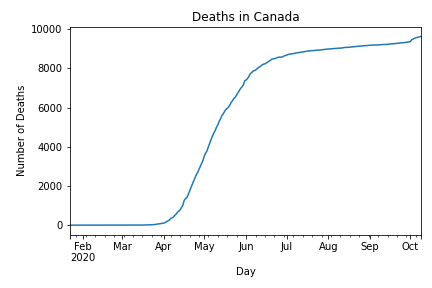 Deaths in Canada
Number of Deaths
10000
8000
6000
4000
2000
0
Feb Mar Apr May Jun Jul Aug Sep Oct
2020
Day